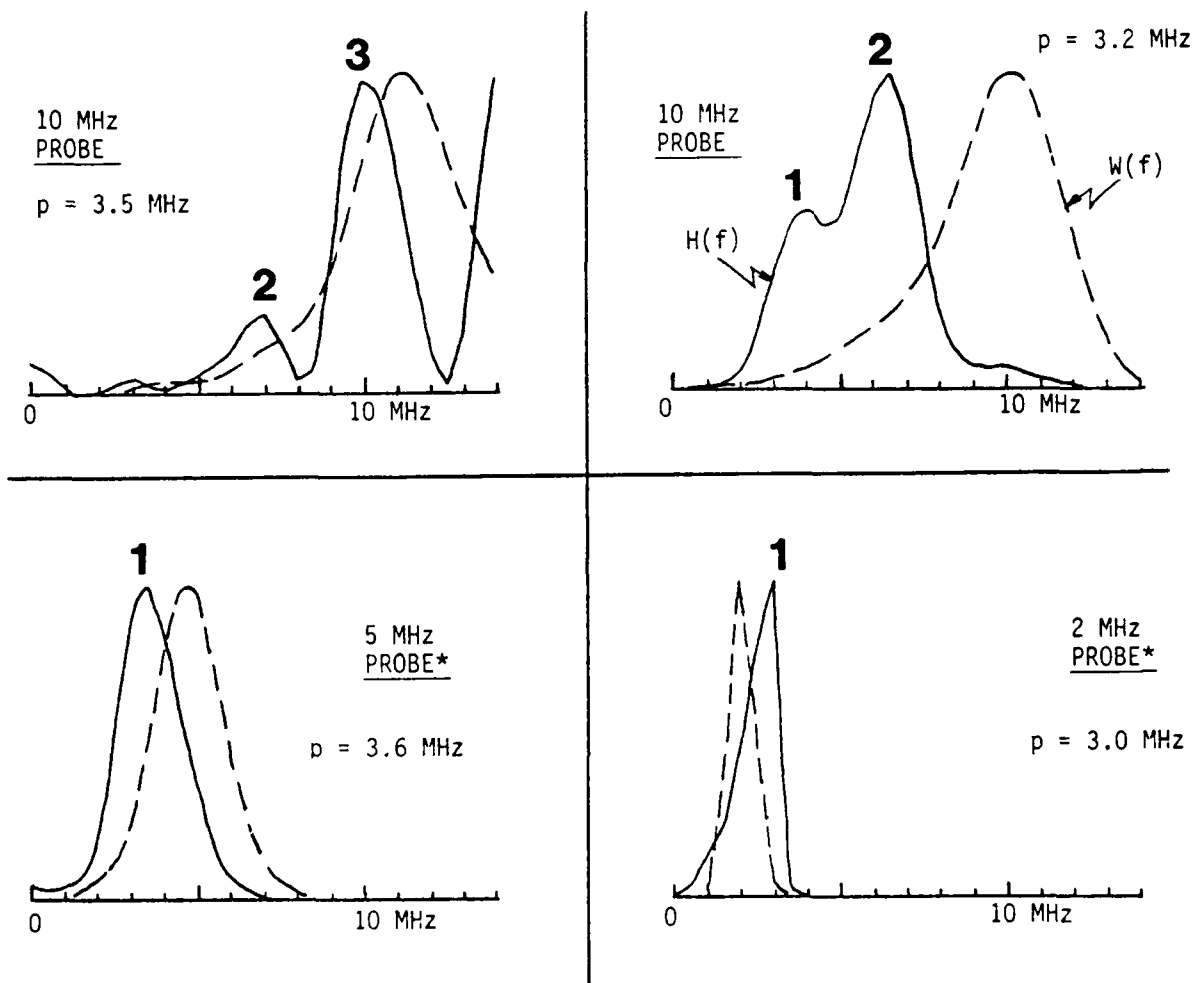 3
10 MHz
PROBE
p = 3.5 MHz
2
0
10 MHz
p = 3.2 MHz
2
10 MHz
PROBE
1
W(f)
H(f)
0
10 MHz
1
5 MHz
PROBE*
p = 3.6 MHz
0
10 MHz
1
2 MHz
PROBE*
p = 3.0 MHz
0
10 MHz